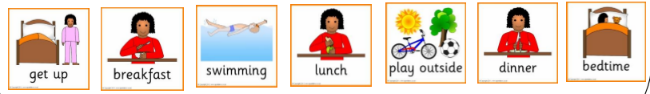 get up
breakfast
swimming
lunch
play outside
dinner
bedtime